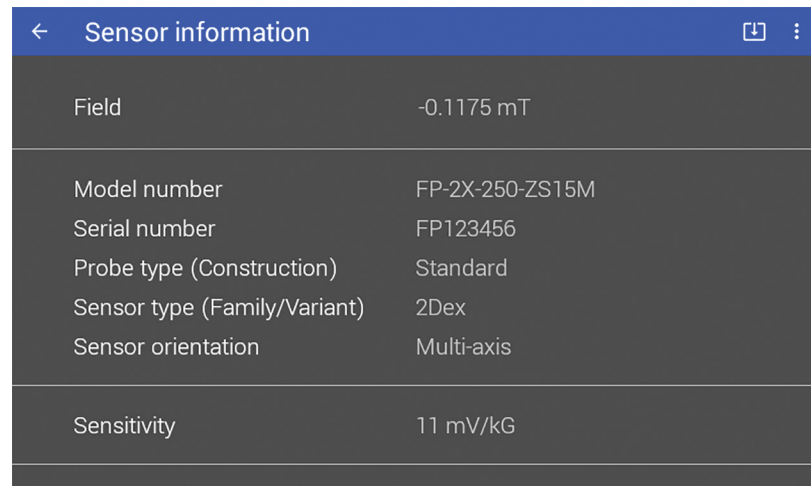 Sensor information
Field -0.1175 mT
Model number FP-2X-250-ZS15M
Serial number FP123456
Probe type (Construction) Standard
Sensor type (Family/Variant) 2Dex
Sensor orientation Multi-axis
Sensitivity 11 mV/kG